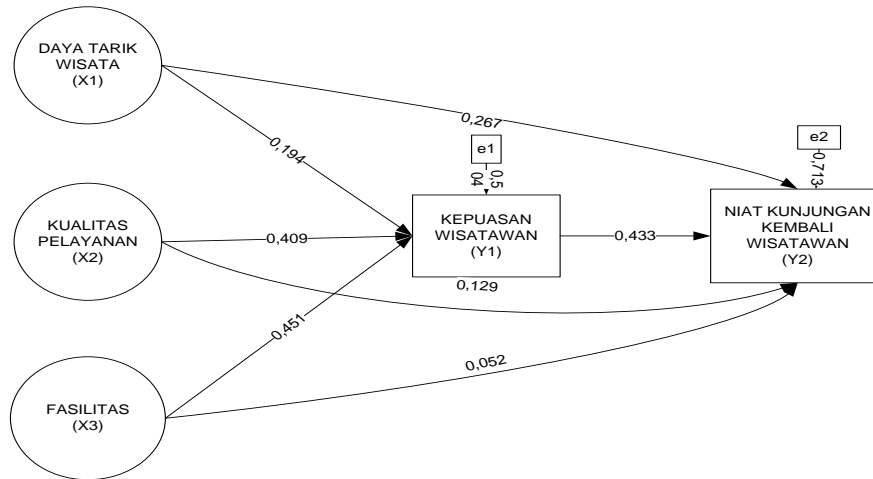 DAYA TARIK
WISATA
(X1)
0,267
e2
0,713
e1
0,5
04
0,194
KUALITAS
PELAYANAN
(X2)
0,409
KEPUASAN
WISATAWAN
(Y1)
0,433
NIAT KUNJUNGAN
KEMBALI
WISATAWAN
(Y2)
0,129
0,451
0,052
FASILITAS
(X3)